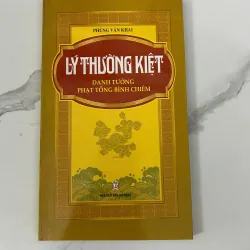 PHÙNG VĂN KHAI
LÝ THƯỜNG KIỆT
DANH TƯỚNG
PHẠT TỐNG BÌNH CHIÊM